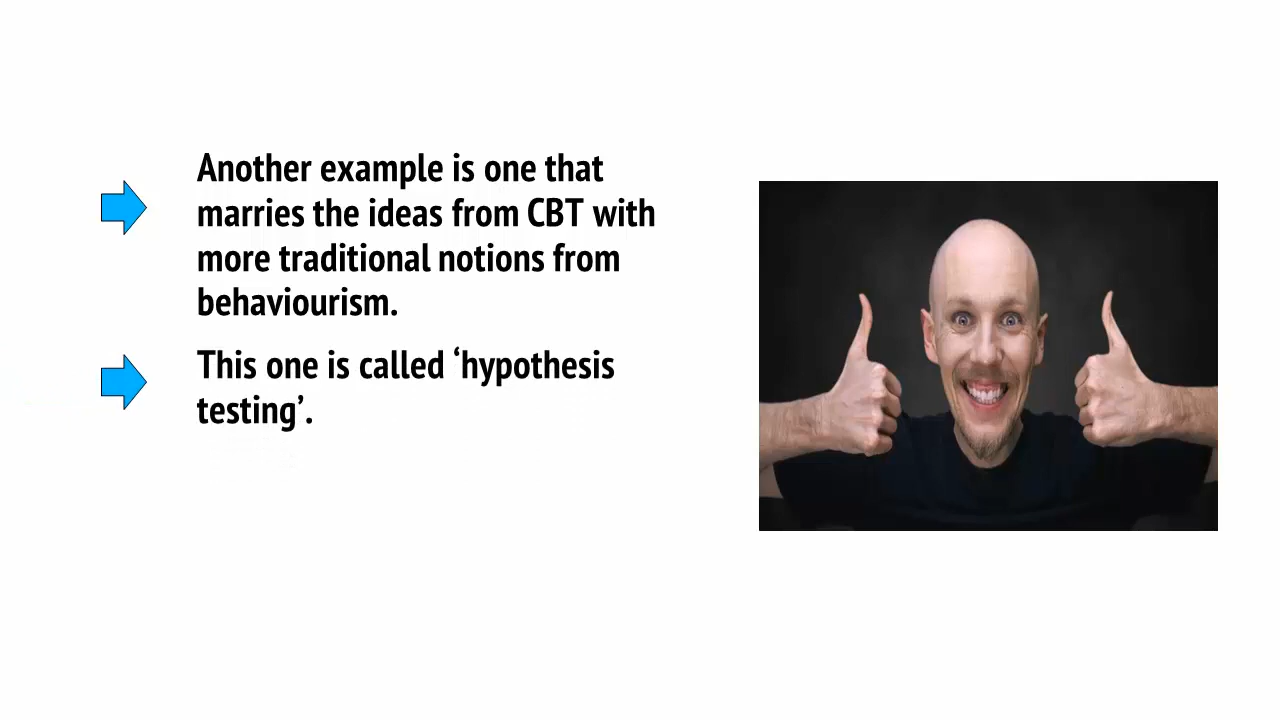 Another example is one that
marries the ideas from CBT with
more traditional notions from
behaviourism.
This one is called ‘hypothesis
testing’.